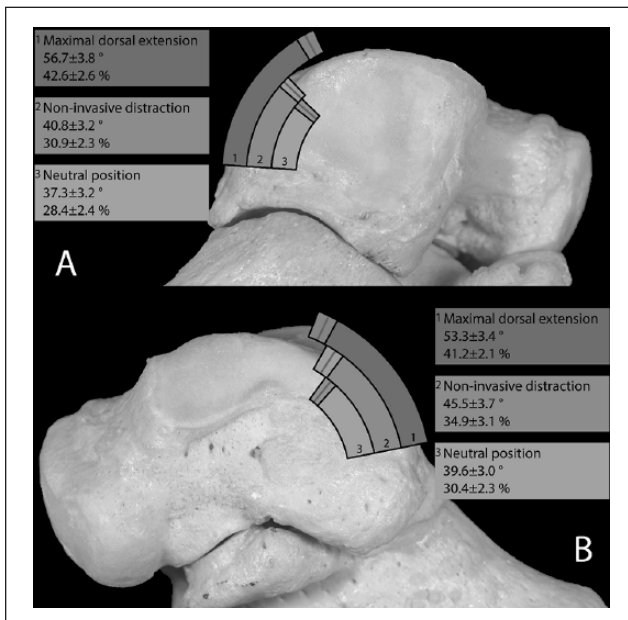 1 Maximal dorsal extension
56.7±3.8 °
42.6±2.6 %
2 Non-invasive distraction
40.8±3.2 °
30.9±2.3 %
3 Neutral position
37.3±3.2 °
28.4±2.4 %
1 2 3
A
1 Maximal dorsal extension
53.3±3.4 °
41.2±2.1 %
2 Non-invasive distraction
45.5±3.7 °
34.9±3.1 %
3 Neutral position
39.6±3.0 °
30.4±2.3 %
3 2 1
B